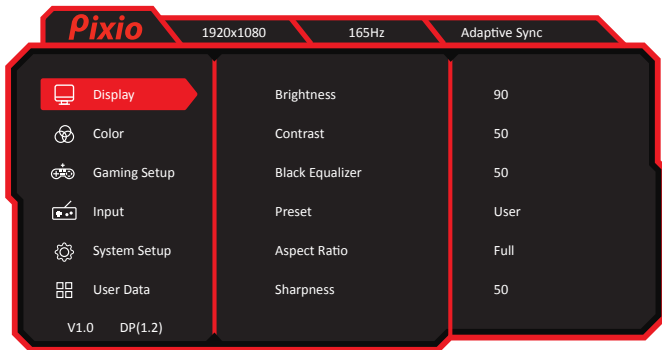 Pixio 1920x1080 165Hz Adaptive Sync
Display Brightness 90
Color Contrast 50
Gaming Setup Black Equalizer 50
Input Preset User
System Setup Aspect Ratio Full
User Data Sharpness 50
V1.0 DP(1.2)